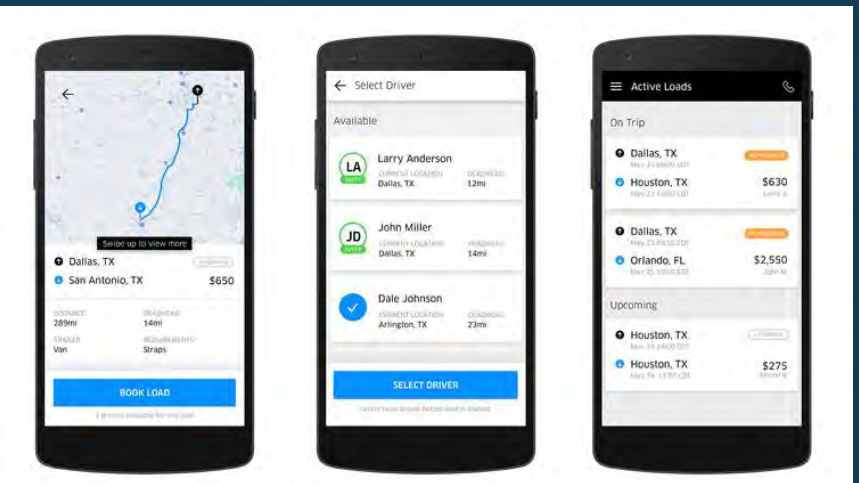 Swipe up to view more
Dallas, TX
San Antonio, TX $650
DISTANCE DEADHEAD
289mi 14mi
TRAILER REQUIREMENTS
Van Straps
BOOK LOAD
Select Driver
Available
LA
Larry Anderson
CURRENT LOCATION DEADHEAD
Dallas, TX 12mi
JD
John Miller
CURRENT LOCATION DEADHEAD
Dallas, TX 14mi
Dale Johnson
CURRENT LOCATION DEADHEAD
Arlington, TX 23mi
SELECT DRIVER
Active Loads
On Trip
Dallas, TX
Houston, TX $630
Dallas, TX
Orlando, FL $2,550
Upcoming
Houston, TX
Houston, TX $275